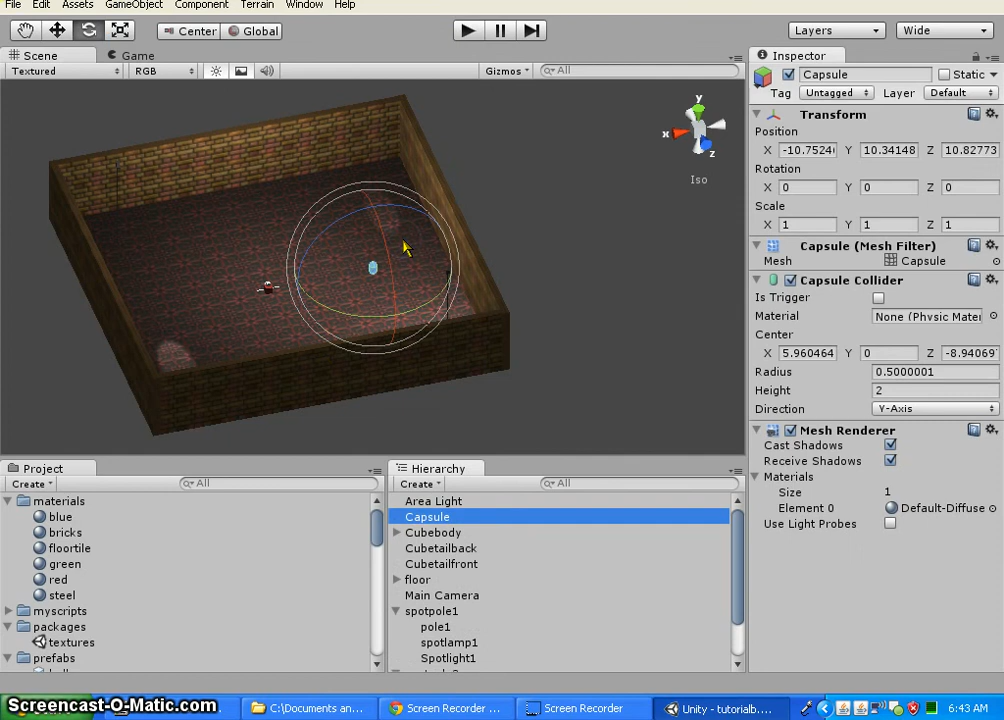 File Edit Assets GameObject Component Terrain Window Help
Center Global Layers Wide
Scene Game
Textured RGB Gizmos All
y
x
z
Iso
Inspector
Capsule Static
Tag Untagged Layer Default
Transform
Position
X -10.7524 Y 10.34148 Z 10.82773
Rotation
X 0 Y 0 Z 0
Scale
X 1 Y 1 Z 1
Capsule (Mesh Filter)
Mesh Capsule
Capsule Collider
Is Trigger
Material None (Physic Mater
Center
X 5.960464 Y 0 Z -8.94069
Radius 0.5000001
Height 2
Direction Y-Axis
Mesh Renderer
Cast Shadows
Receive Shadows
Materials
Size 1
Element 0 Default-Diffuse
Use Light Probes
Project
Create All
materials
blue
bricks
floortile
green
red
steel
myscripts
packages
textures
prefabs
Hierarchy
Create All
Area Light
Capsule
Cubebody
Cubetailback
Cubetailfront
floor
Main Camera
spotpole1
pole1
spotlamp1
Spotlight1
Screencast-O-Matic.com
C:\Documents an...
Screen Recorder ...
Screen Recorder
Unity - tutorialb...
6:43 AM